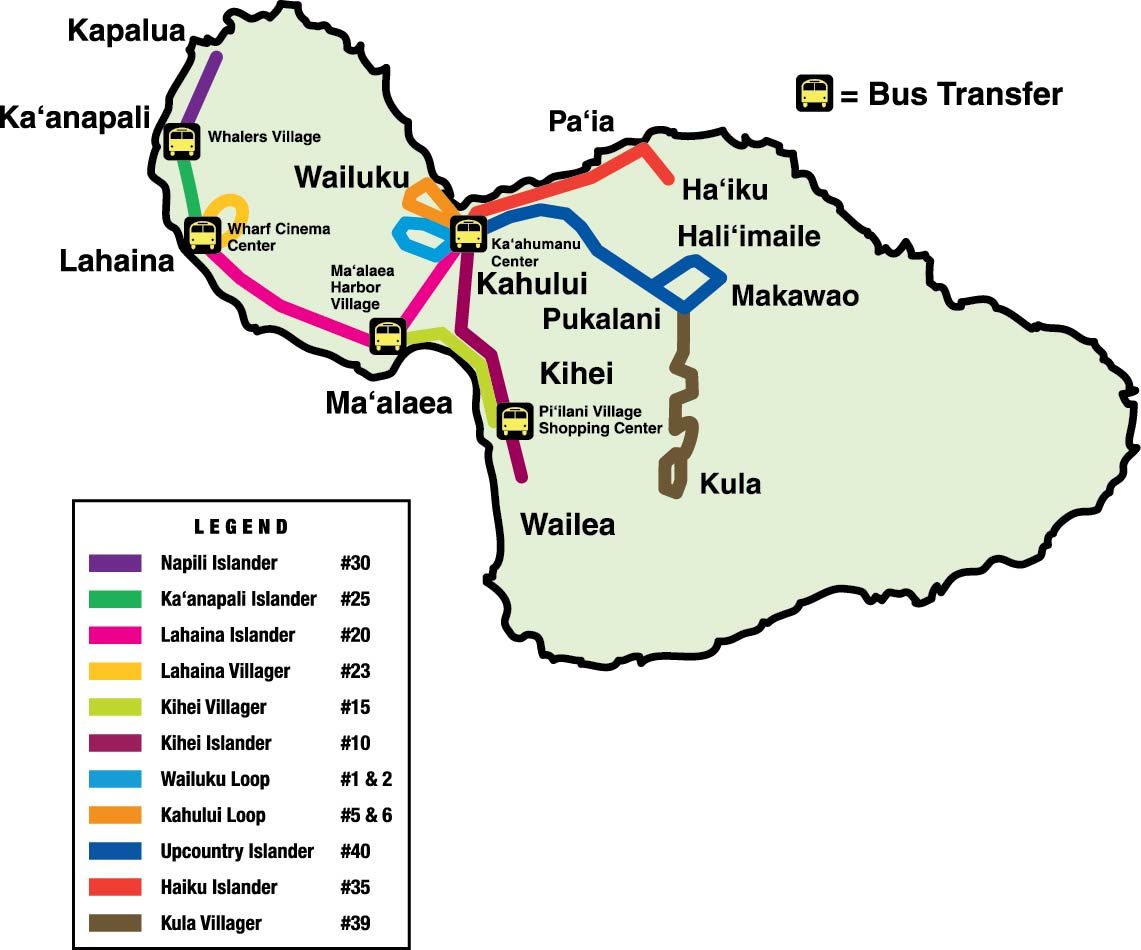 Kapalua
Ka‘anapali
Whalers Village
Wailuku
Pa‘ia
= Bus Transfer
Ha‘iku
Hali‘imaile
Makawao
Wharf Cinema
Center
Lahaina
Ma‘alaea
Harbor
Village
Ka‘ahumanu
Center
Kahului
Pukalani
Kihei
Ma‘alaea
Pi‘ilani Village
Shopping Center
Kula
Wailea
LEGEND
Napili Islander #30
Ka‘anapali Islander #25
Lahaina Islander #20
Lahaina Villager #23
Kihei Villager #15
Kihei Islander #10
Wailuku Loop #1 & 2
Kahului Loop #5 & 6
Upcountry Islander #40
Haiku Islander #35
Kula Villager #39